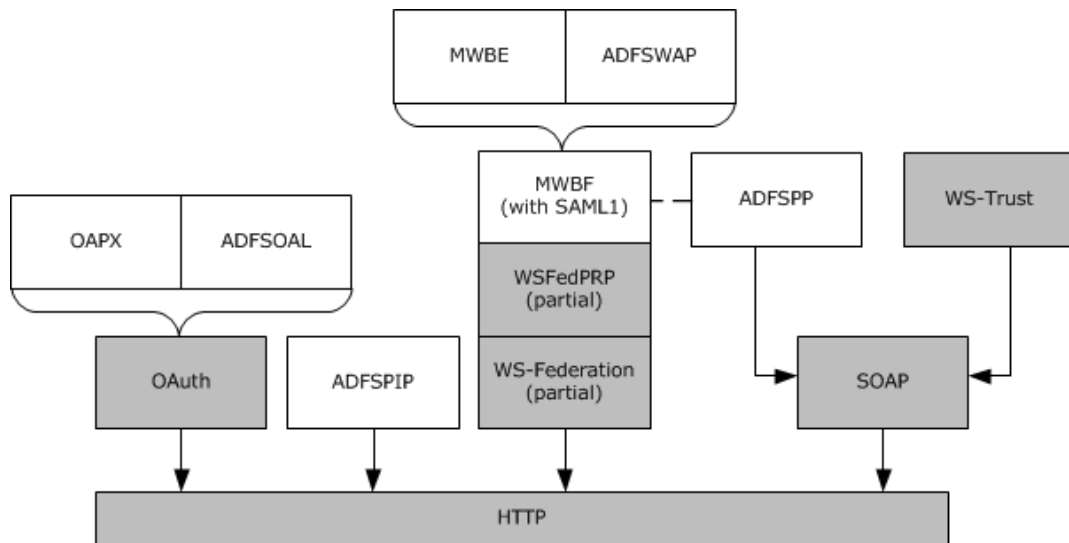 MWBE
ADFSWAP
MWBF
(with SAML1)
ADFSPP
WS-Trust
OAPX
ADFSOAL
WSFedPRP
(partial)
OAuth
ADFSPIP
WS-Federation
(partial)
SOAP
HTTP